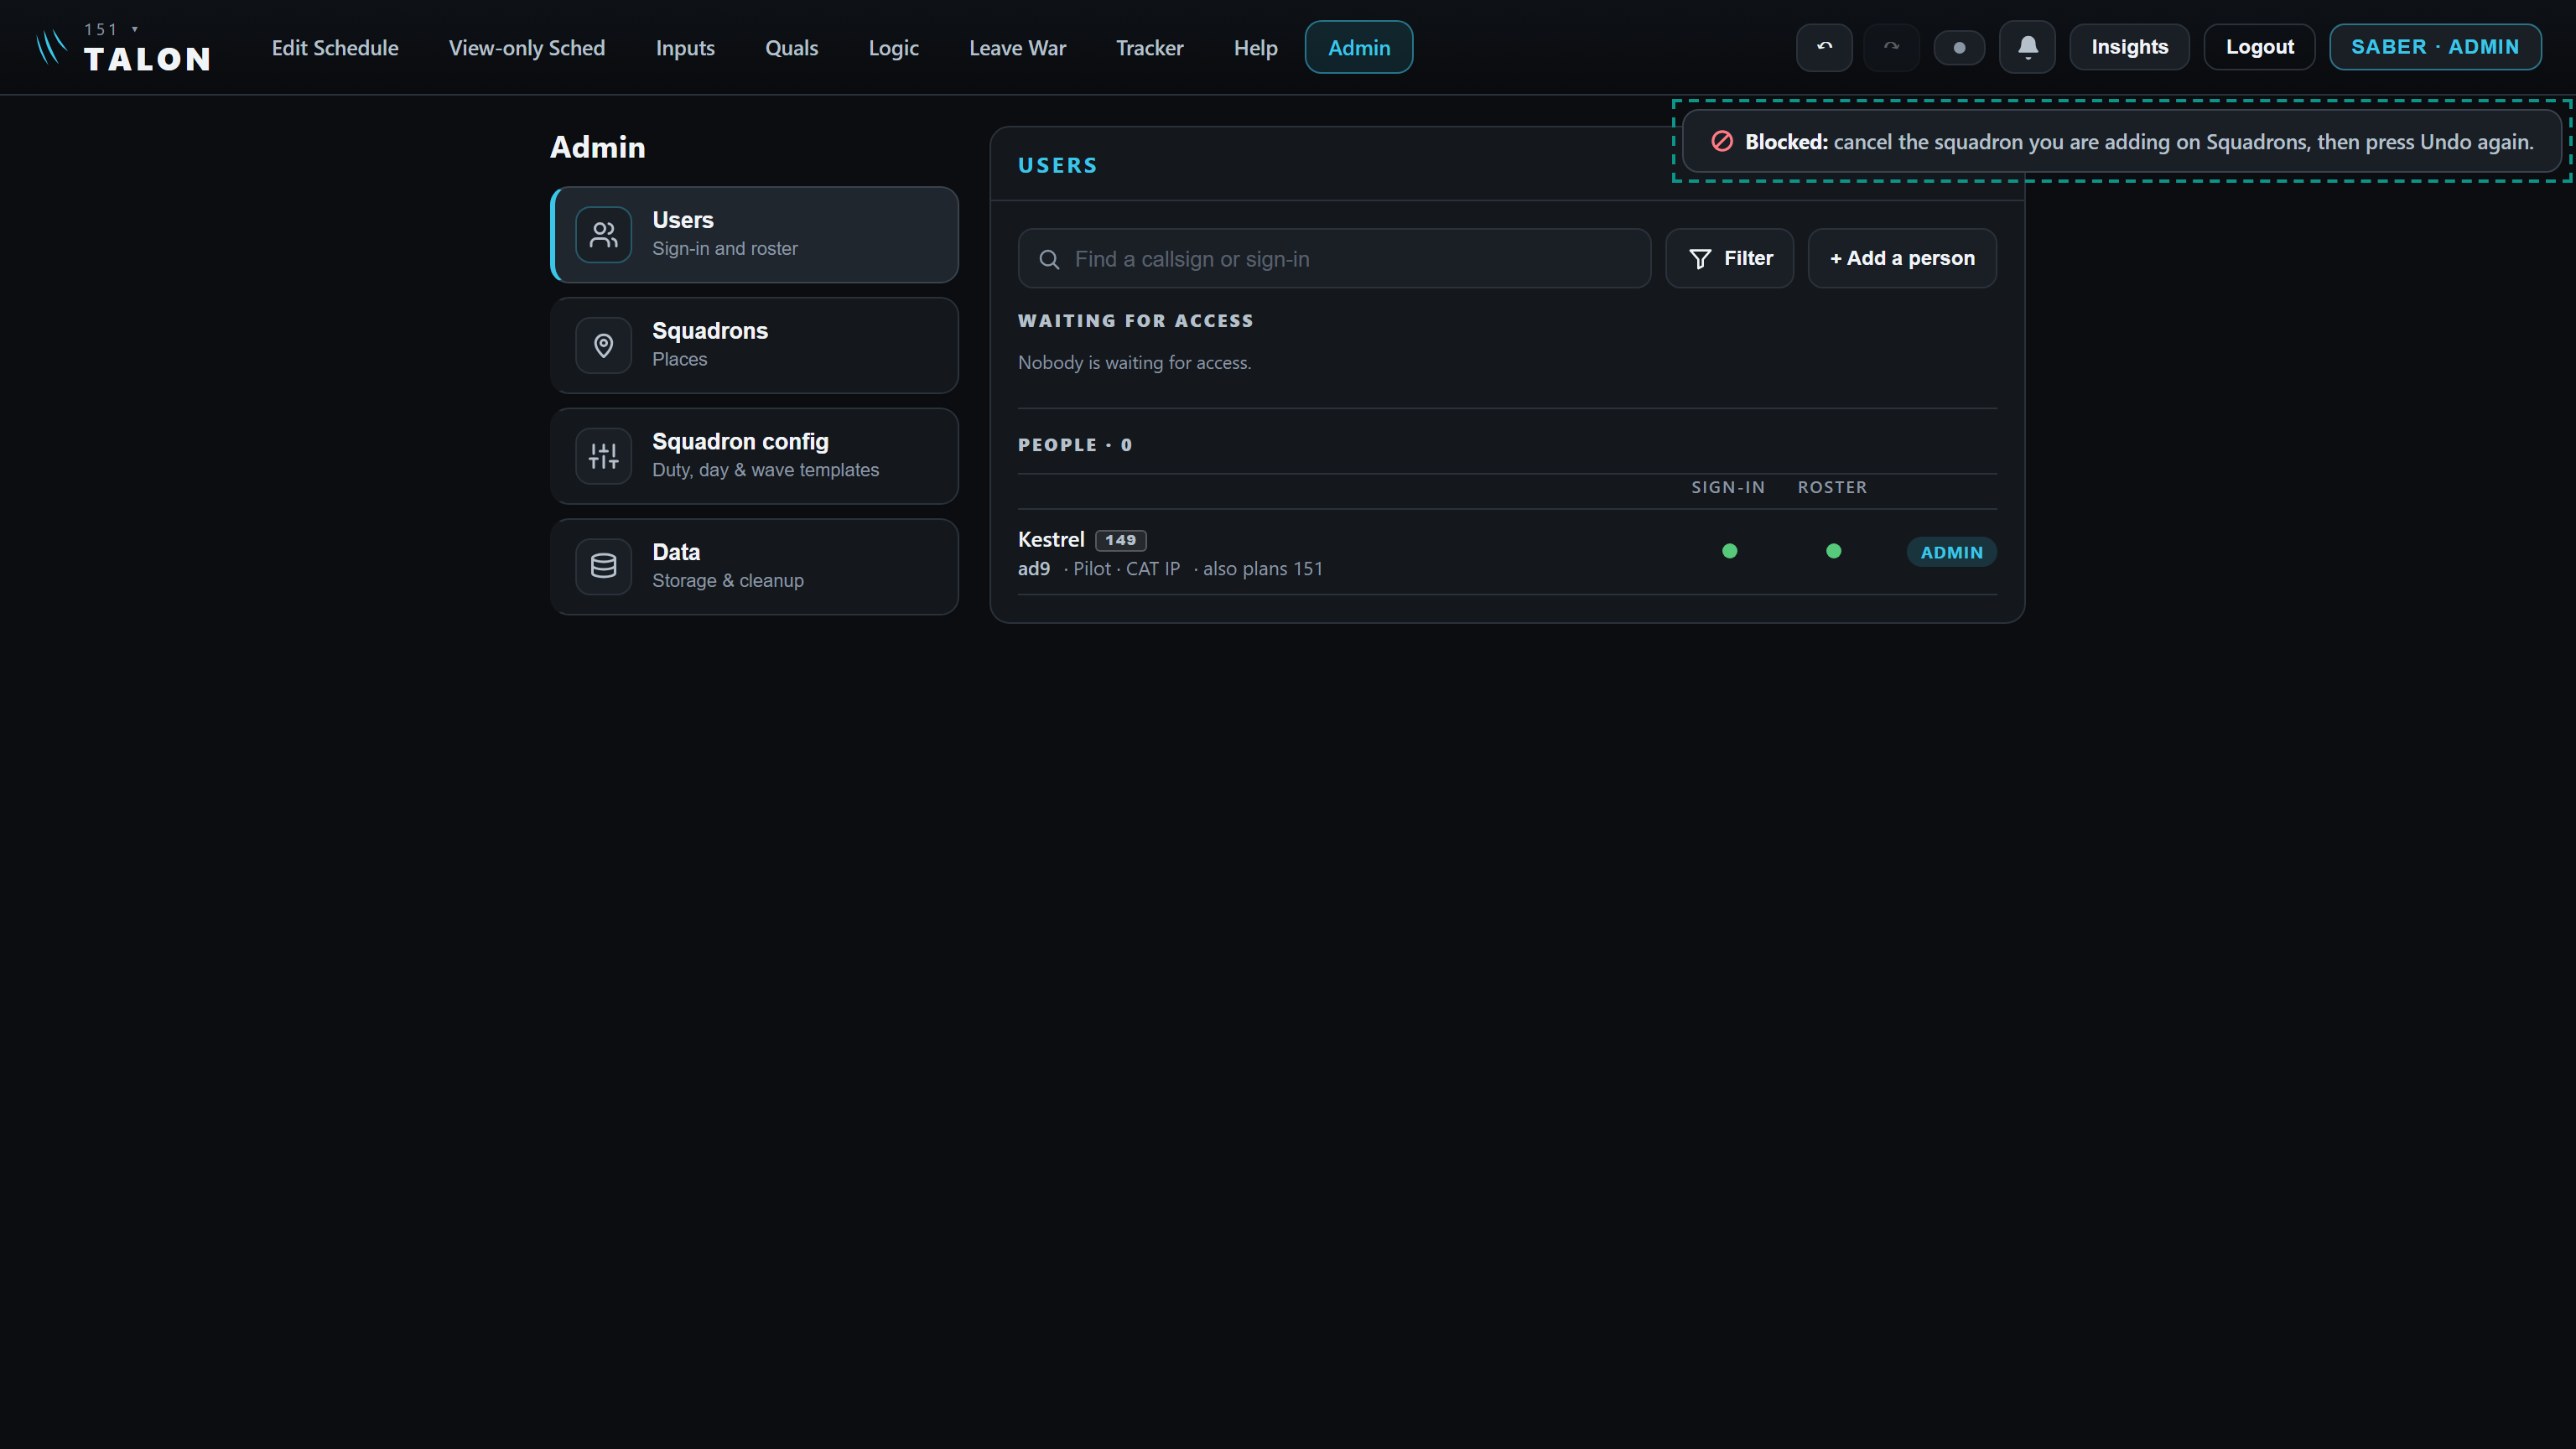 151 ▾
TALON
Edit Schedule
View-only Sched
Inputs
Quals
Logic
Leave War
Tracker
Help
Admin
Insights
Logout
SABER · ADMIN
Blocked: cancel the squadron you are adding on Squadrons, then press Undo again.
Admin
Users
Sign-in and roster
Squadrons
Places
Squadron config
Duty, day & wave templates
Data
Storage & cleanup
USERS
Find a callsign or sign-in
Filter
+ Add a person
WAITING FOR ACCESS
Nobody is waiting for access.
PEOPLE · 0
SIGN-IN ROSTER
Kestrel 149
ad9 · Pilot · CAT IP · also plans 151
ADMIN